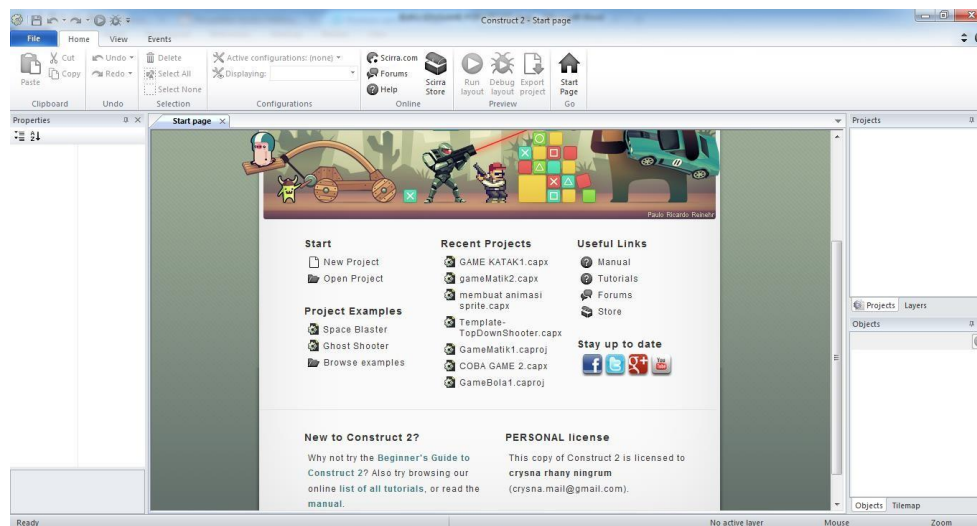 Construct 2 - Start page
File Home View Events
Paste
Cut
Copy
Clipboard
Undo
Redo
Undo
Delete
Select All
Select None
Selection
Active configurations: (none)
Displaying:
Configurations
Scirra.com
Forums
Help
Scirra Store
Online
Run layout
Debug layout
Export project
Preview
Start Page
Go
Properties
Start page
Projects
Paulo Ricardo Reinehr
Start
New Project
Open Project
Project Examples
Space Blaster
Ghost Shooter
Browse examples
Recent Projects
GAME KATAK1.capx
gameMatik2.capx
membuat animasi
sprite.capx
Template-
TopDownShooter.capx
GameMatik1.caproj
COBA GAME 2.capx
GameBola1.caproj
Useful Links
Manual
Tutorials
Forums
Store
Stay up to date
You
Tube
New to Construct 2?
Why not try the Beginner's Guide to
Construct 2? Also try browsing our
online list of all tutorials, or read the
manual.
PERSONAL license
This copy of Construct 2 is licensed to
crysna rhany ningrum
(crysna.mail@gmail.com).
Projects Layers
Objects
Objects Tilemap
Ready
No active layer
Mouse
Zoom